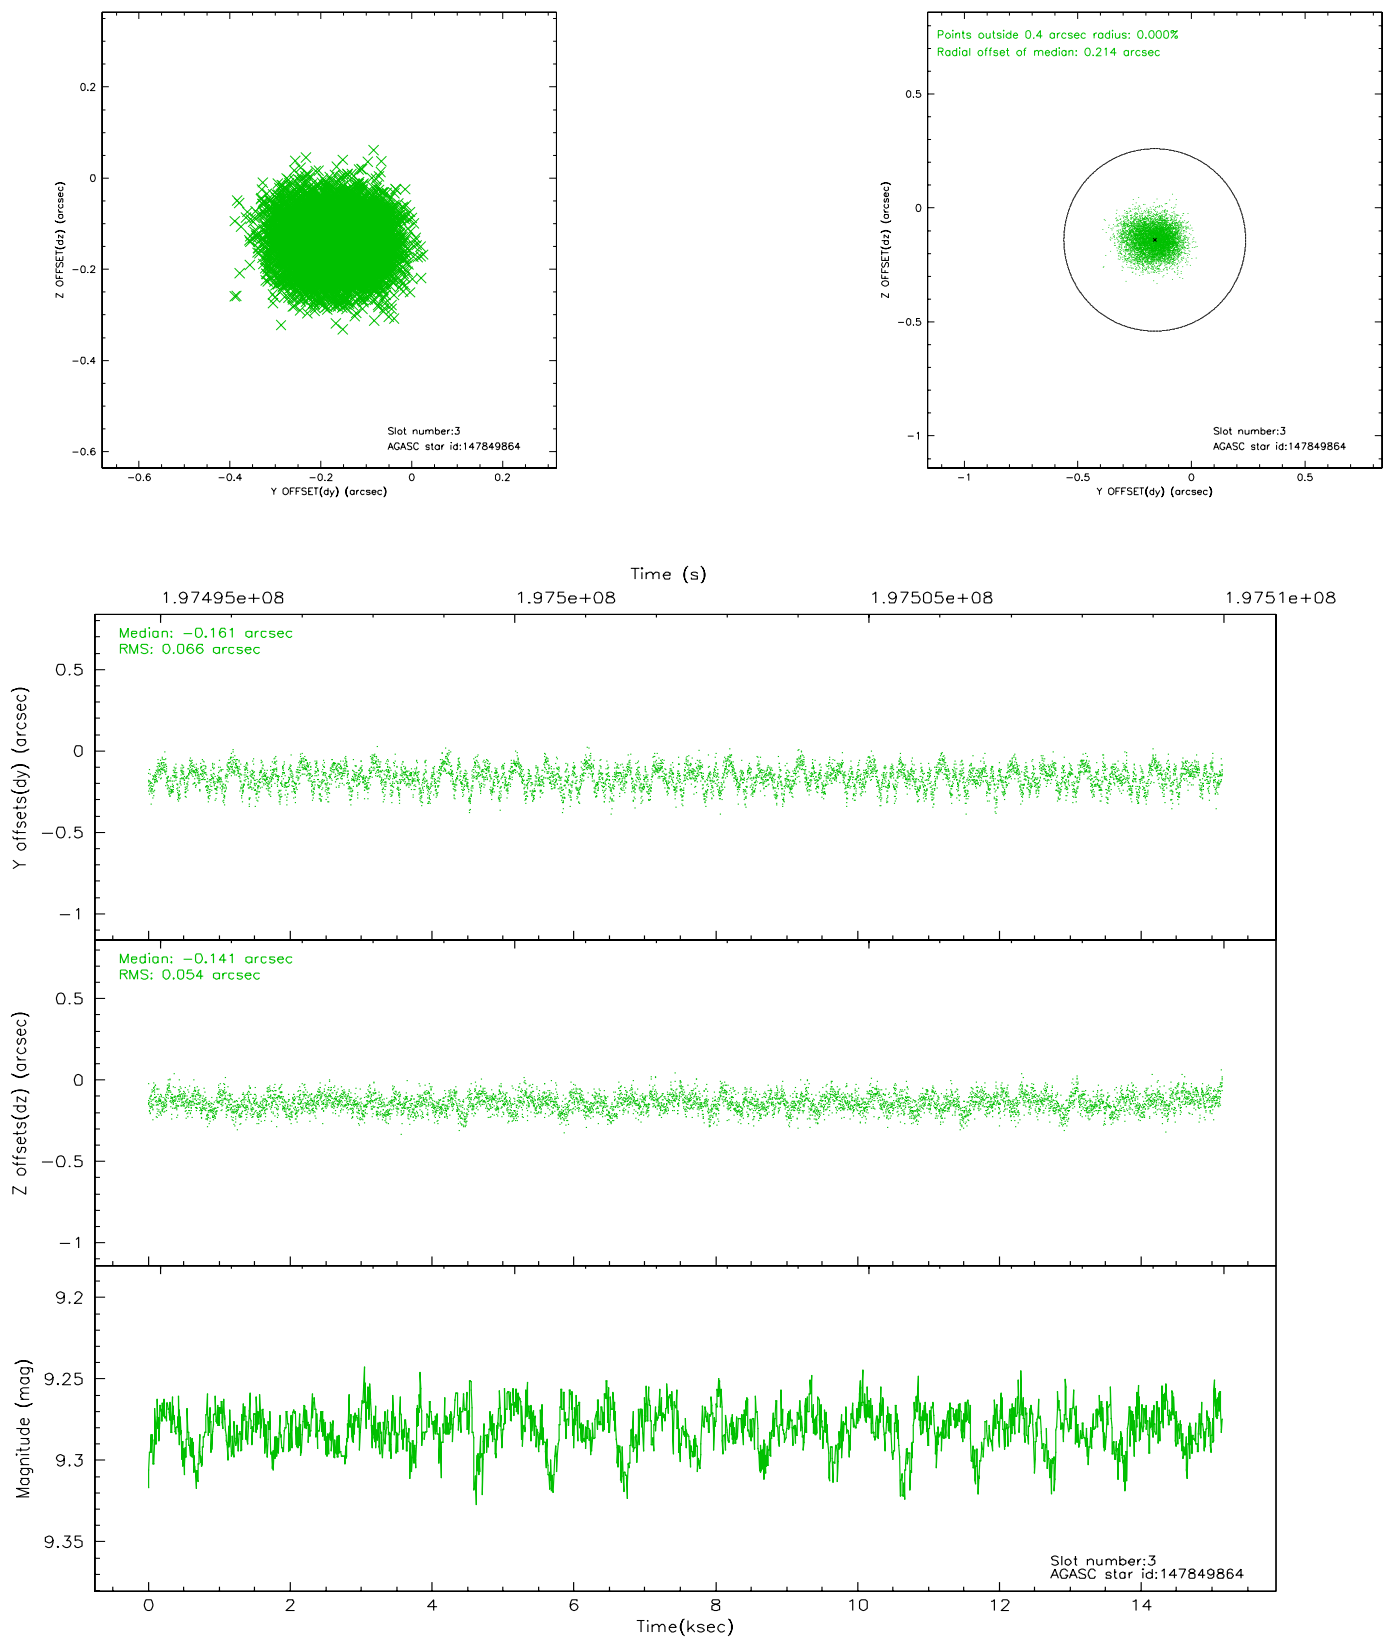 0.2
0
−0.2
−0.4
−0.6
Z OFFSET(dz) (arcsec)
Slot number:3
AGASC star id:147849864
−0.6
−0.4
−0.2
0
0.2
Y OFFSET(dy) (arcsec)
Points outside 0.4 arcsec radius: 0.000%
Radial offset of median: 0.214 arcsec
0.5
0
−0.5
−1
Z OFFSET(dz) (arcsec)
Slot number:3
AGASC star id:147849864
−1
−0.5
0
0.5
Y OFFSET(dy) (arcsec)
Time (s)
1.97495e+08
1.975e+08
1.97505e+08
1.9751e+08
Median: −0.161 arcsec
RMS: 0.066 arcsec
0.5
0
−0.5
−1
Y offsets(dy) (arcsec)
Median: −0.141 arcsec
RMS: 0.054 arcsec
0.5
0
−0.5
−1
Z offsets(dz) (arcsec)
9.2
9.25
9.3
9.35
Magnitude (mag)
Slot number:3
AGASC star id:147849864
0
2
4
6
8
10
12
14
Time(ksec)